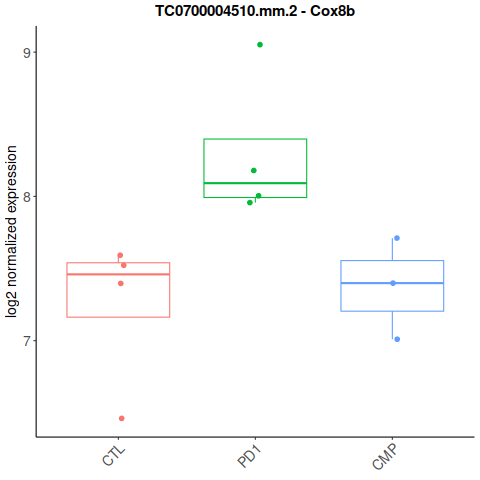 TC0700004510.mm.2 - Cox8b
log2 normalized expression
9
8
7
CTL
PD1
CMP